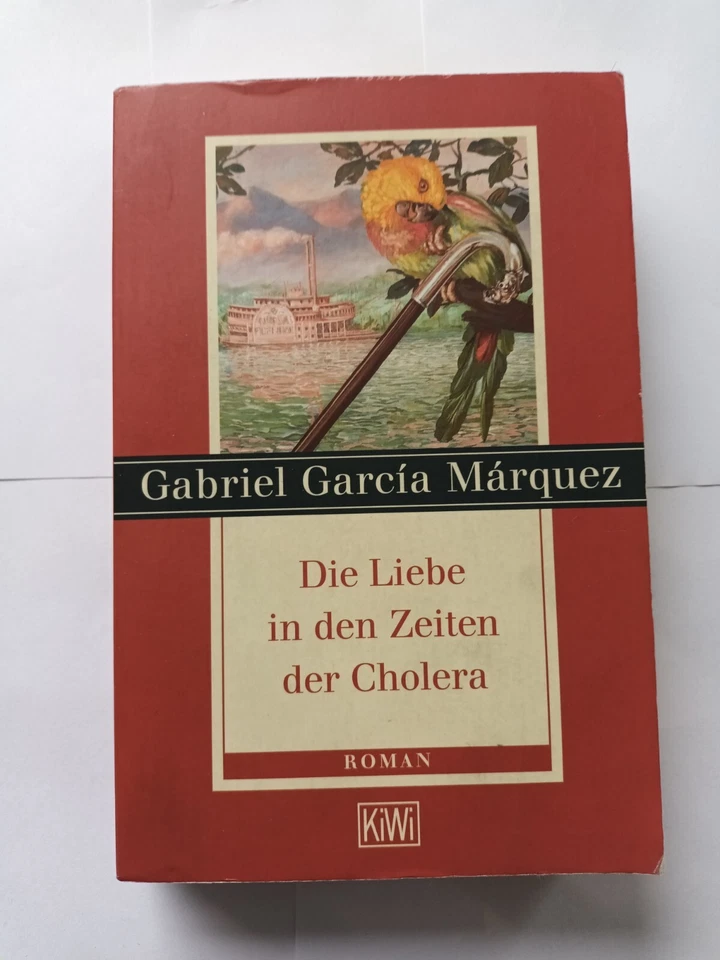 Gabriel García Márquez
Die Liebe
in den Zeiten
der Cholera
ROMAN
KiWi